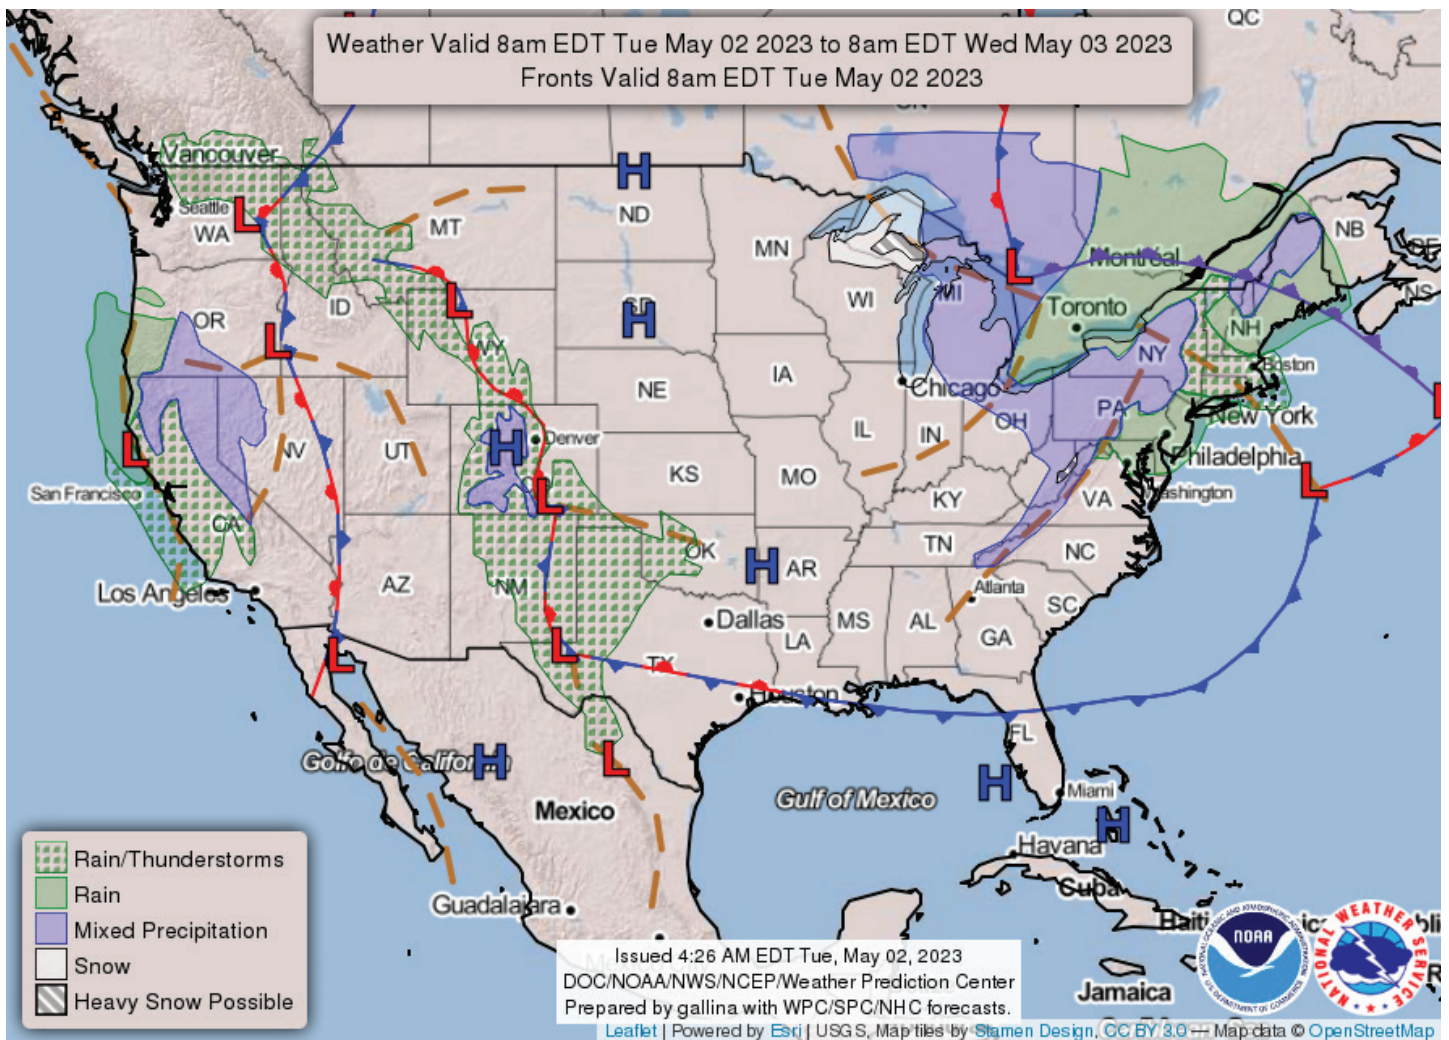 Weather Valid 8am EDT Tue May 02 2023 to 8am EDT Wed May 03 2023
Fronts Valid 8am EDT Tue May 02 2023
QC
Vancouver
Seattle
WA
MT
ND
MN
NB
NS
Montréal
Toronto
OR
ID
WI
MI
NH
Boston
WY
NE
IA
Chicago
NY
New York
PA
OH
Philadelphia
NV
UT
Denver
KS
MO
IL
IN
San Francisco
CA
KY
VA
Washington
Los Angeles
AZ
NM
OK
AR
TN
NC
SC
Atlanta
Dallas
TX
LA
MS
AL
GA
Houston
FL
Miami
Golfo de California
Mexico
Gulf of Mexico
Havana
Cuba
Guadalajara
Jamaica
H
L
Rain/Thunderstorms
Rain
Mixed Precipitation
Snow
Heavy Snow Possible
Issued 4:26 AM EDT Tue, May 02, 2023
DOC/NOAA/NWS/NCEP/Weather Prediction Center
Prepared by gallina with WPC/SPC/NHC forecasts.
NOAA
NATIONAL WEATHER SERVICE
Leaflet | Powered by Esri | USGS, Map tiles by Stamen Design, CC BY 3.0 — Map data © OpenStreetMap